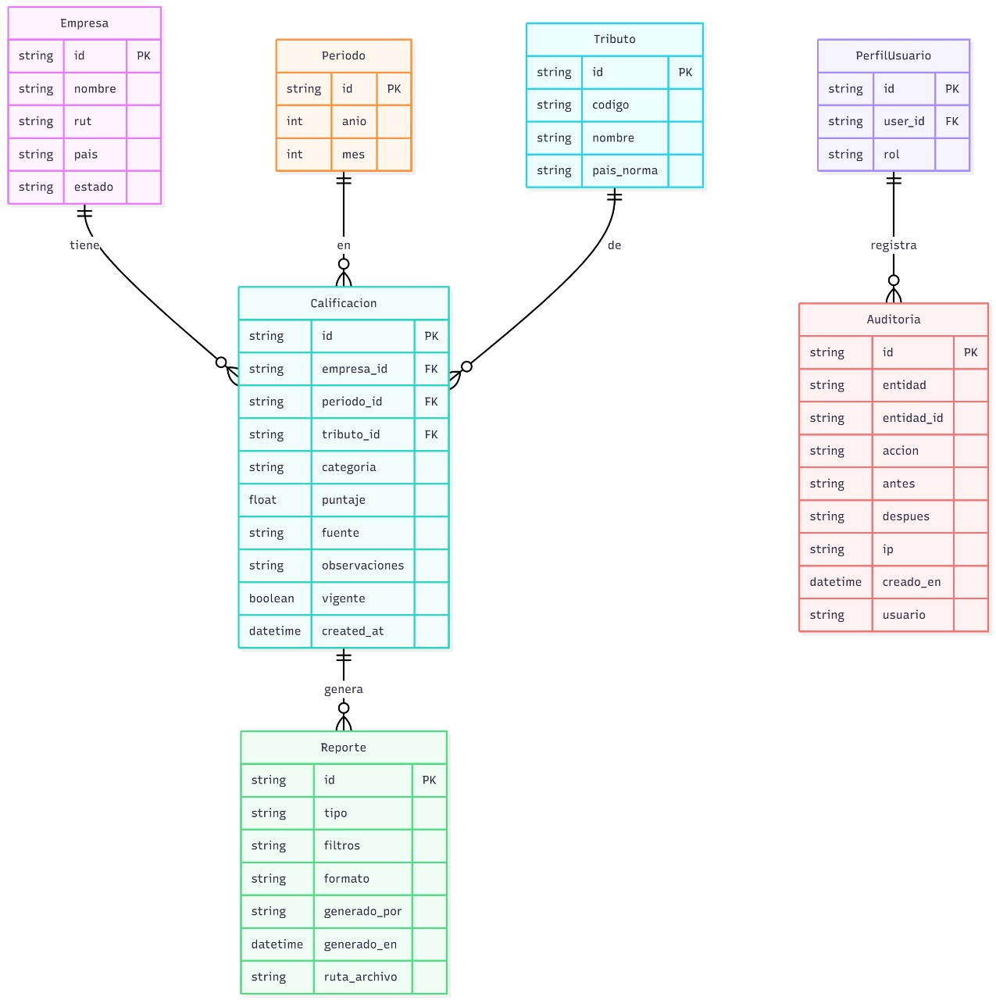 Empresa
string id PK
string nombre
string rut
string pais
string estado
Periodo
string id PK
int anio
int mes
Tributo
string id PK
string codigo
string nombre
string pais_norma
PerfilUsuario
string id PK
string user_id FK
string rol
tiene
en
de
registra
Calificacion
string id PK
string empresa_id FK
string periodo_id FK
string tributo_id FK
string categoria
float puntaje
string fuente
string observaciones
boolean vigente
datetime created_at
Auditoria
string id PK
string entidad
string entidad_id
string accion
string antes
string despues
string ip
datetime creado_en
string usuario
genera
Reporte
string id PK
string tipo
string filtros
string formato
string generado_por
datetime generado_en
string ruta_archivo